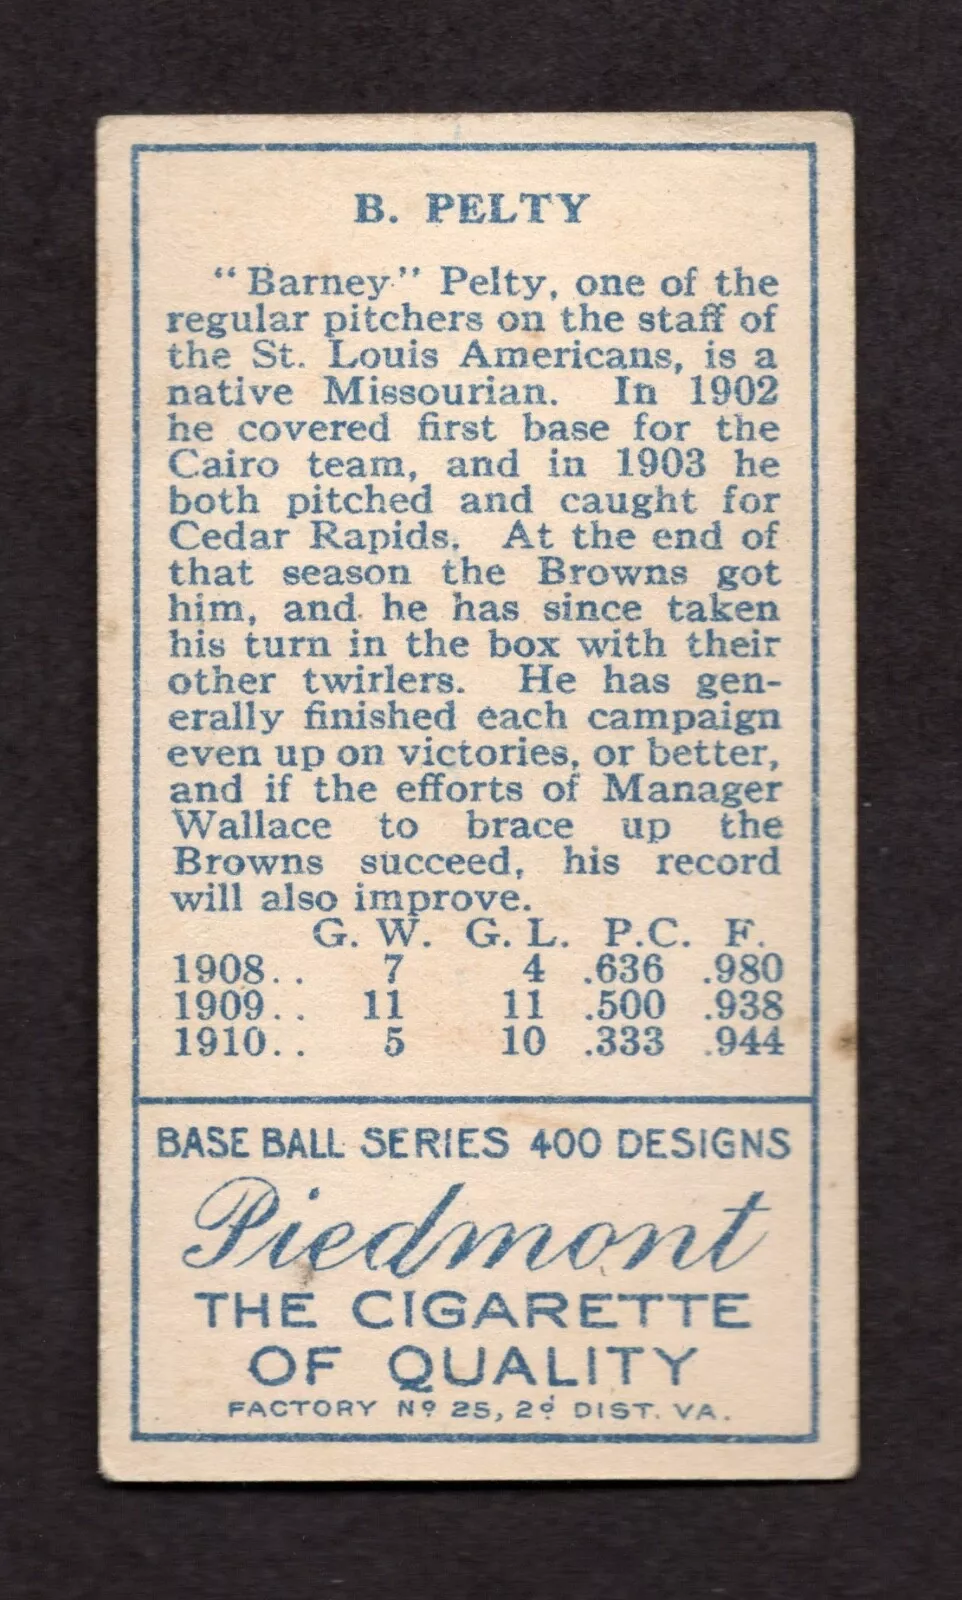 B. PELTY
"Barney" Pelty, one of the
regular pitchers on the staff of
the St. Louis Americans, is a
native Missourian. In 1902
he covered first base for the
Cairo team, and in 1903 he
both pitched and caught for
Cedar Rapids. At the end of
that season the Browns got
him, and he has since taken
his turn in the box with their
other twirlers. He has gen-
erally finished each campaign
even up on victories, or better,
and if the efforts of Manager
Wallace to brace up the
Browns succeed, his record
will also improve.
G. W. G. L. P.C. F.
1908.. 7 4 .636 .980
1909.. 11 11 .500 .938
1910.. 5 10 .333 .944
BASE BALL SERIES 400 DESIGNS
Piedmont
THE CIGARETTE
OF QUALITY
FACTORY Nº 25, 2d DIST. VA.